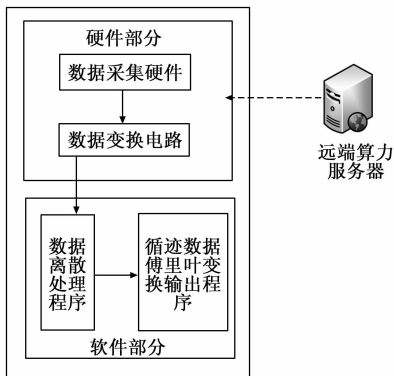 硬件部分
数据采集硬件
数据变换电路
远端算力
服务器
数据
离散
处理
程序
循迹数据
傅里叶变
换输出程
序
软件部分